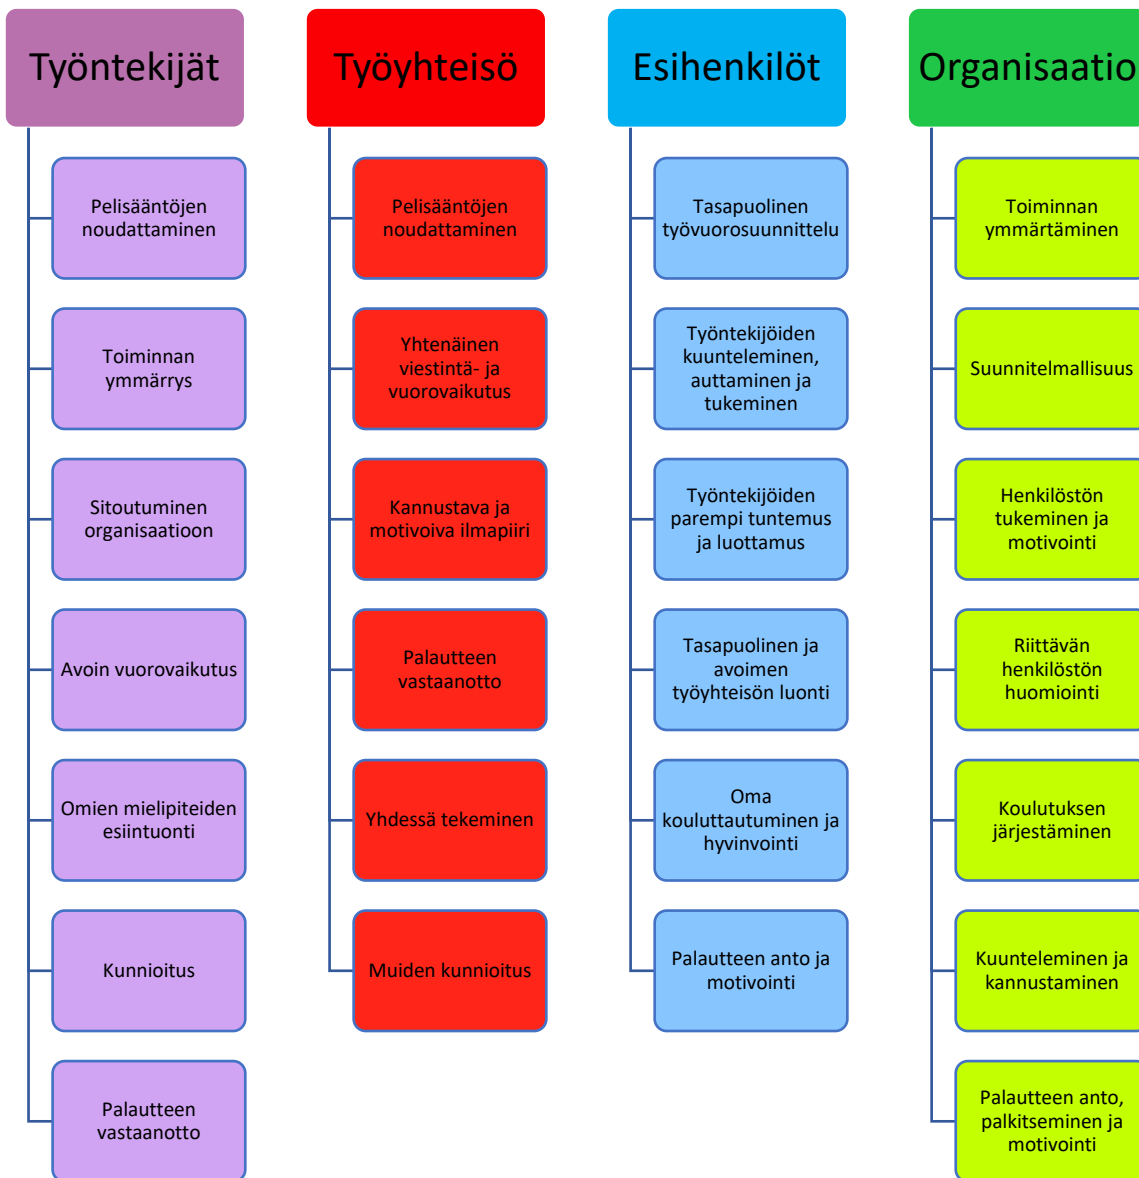 Työntekijät
Pelisääntöjen
noudattaminen
Toiminnan
ymmärrys
Sitoutuminen
organisaatioon
Avoin vuorovaikutus
Omien mielipiteiden
esiintuonti
Kunnioitus
Palautteen
vastaanotto
Työyhteisö
Pelisääntöjen
noudattaminen
Yhtenäinen
viestintä- ja
vuorovaikutus
Kannustava ja
motivoiva ilmapiiri
Palautteen
vastaanotto
Yhdessä tekeminen
Muiden kunnioitus
Esihenkilöt
Tasapuolinen
työvuorosuunnittelu
Työntekijöiden
kuunteleminen,
auttaminen ja
tukeminen
Työntekijöiden
parempi tuntemus
ja luottamus
Tasapuolinen ja
avoimen
työyhteisön luonti
Oma
kouluttautuminen ja
hyvinvointi
Palautteen anto ja
motivointi
Organisaatio
Toiminnan
ymmärtäminen
Suunnitelmallisuus
Henkilöstön
tukeminen ja
motivointi
Riittävän
henkilöstön
huomiointi
Koulutuksen
järjestäminen
Kuunteleminen ja
kannustaminen
Palautteen anto,
palkitseminen ja
motivointi